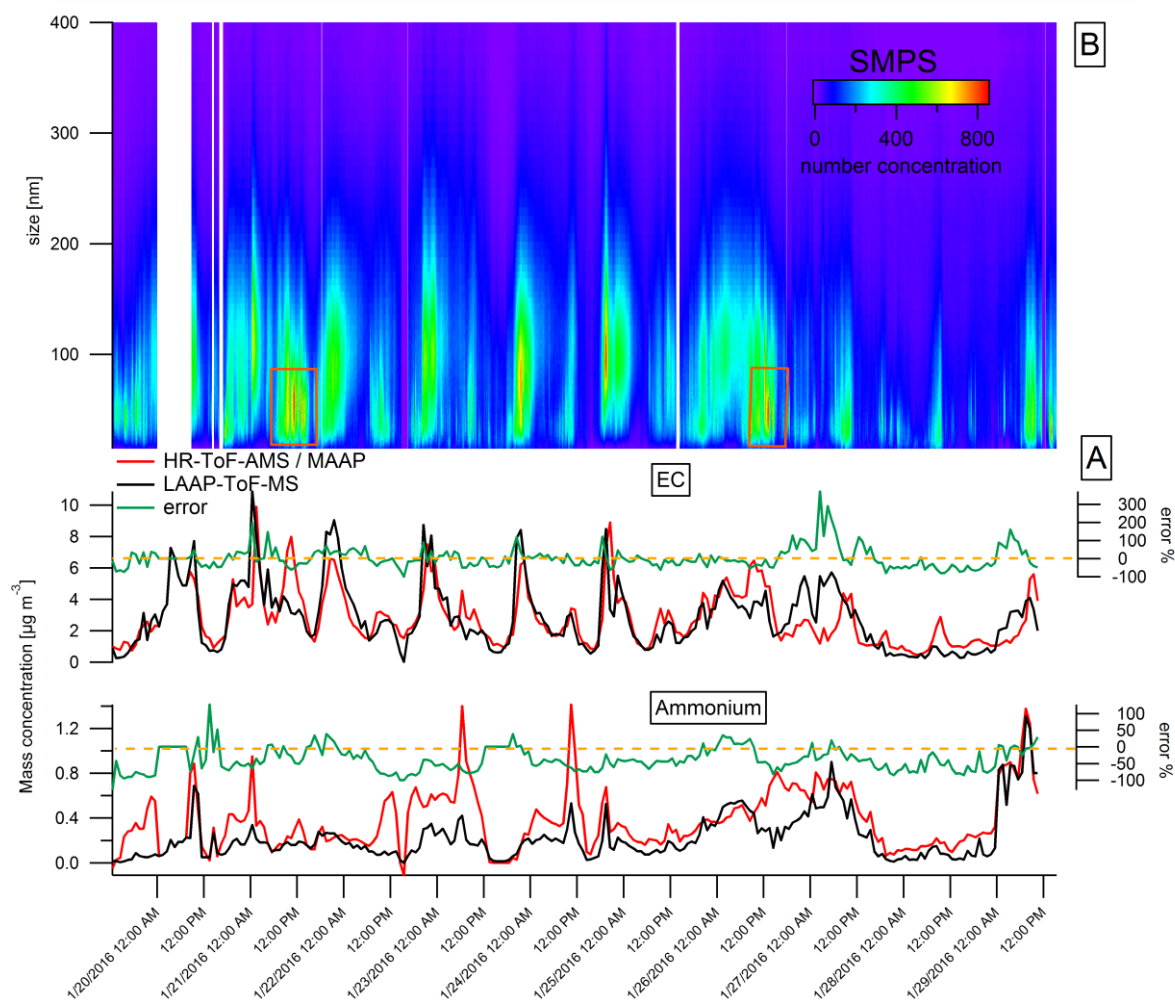 400
300
200
100
size [nm]
SMPS
0 400 800
number concentration
B
A
HR-ToF-AMS / MAAP
LAAP-ToF-MS
error
EC
10
8
6
4
2
0
300
200
100
0
-100
error %
Mass concentration [µg m⁻³]
Ammonium
1.2
0.8
0.4
0.0
100
50
0
-50
-100
error %
1/20/2016 12:00 AM
12:00 PM
1/21/2016 12:00 AM
12:00 PM
1/22/2016 12:00 AM
12:00 PM
1/23/2016 12:00 AM
12:00 PM
1/24/2016 12:00 AM
12:00 PM
1/25/2016 12:00 AM
12:00 PM
1/26/2016 12:00 AM
12:00 PM
1/27/2016 12:00 AM
12:00 PM
1/28/2016 12:00 AM
12:00 PM
1/29/2016 12:00 AM
12:00 PM